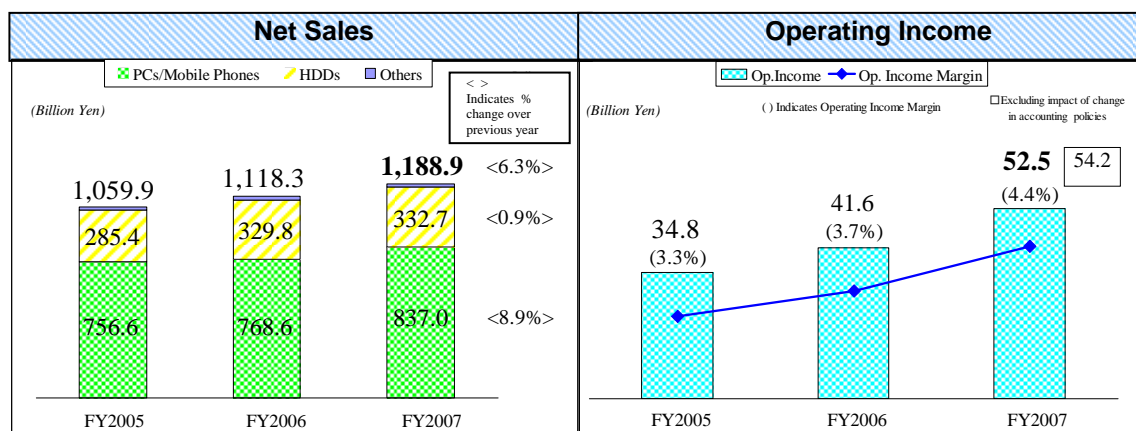 Net Sales
PCs/Mobile Phones HDDs Others
(Billion Yen)
< >
Indicates %
change over
previous year
1,059.9
1,118.3
1,188.9
<6.3%>
285.4
329.8
332.7
<0.9%>
756.6
768.6
837.0
<8.9%>
FY2005
FY2006
FY2007
Operating Income
Op.Income Op. Income Margin
(Billion Yen)
( ) Indicates Operating Income Margin
Excluding impact of change
in accounting policies
34.8
(3.3%)
41.6
(3.7%)
52.5
(4.4%)
54.2
FY2005
FY2006
FY2007